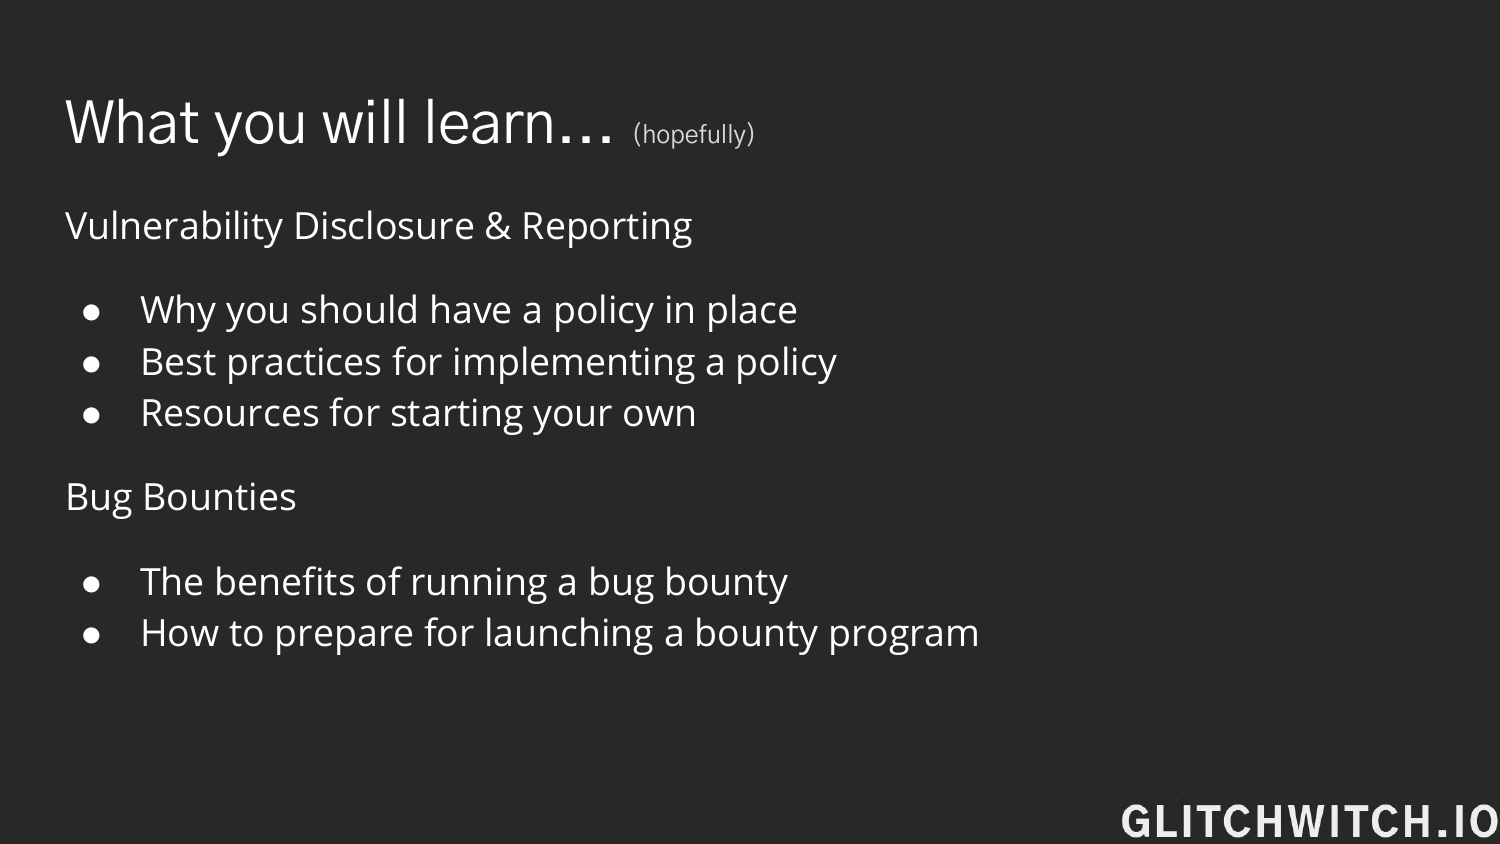 What you will learn... (hopefully)
Vulnerability Disclosure & Reporting
● Why you should have a policy in place
● Best practices for implementing a policy
● Resources for starting your own
Bug Bounties
● The benefits of running a bug bounty
● How to prepare for launching a bounty program
GLITCHWITCH.IO